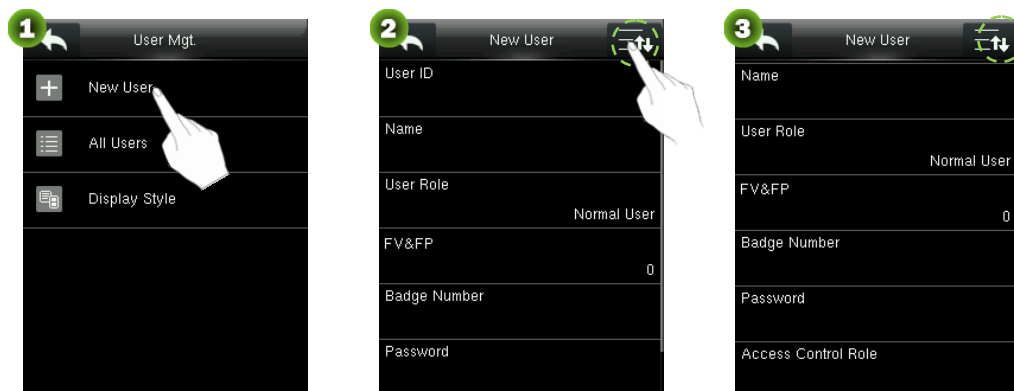 1
User Mgt.
New User
All Users
Display Style
2
New User
User ID
Name
User Role
Normal User
FV&FP
0
Badge Number
Password
3
New User
Name
User Role
Normal User
FV&FP
0
Badge Number
Password
Access Control Role